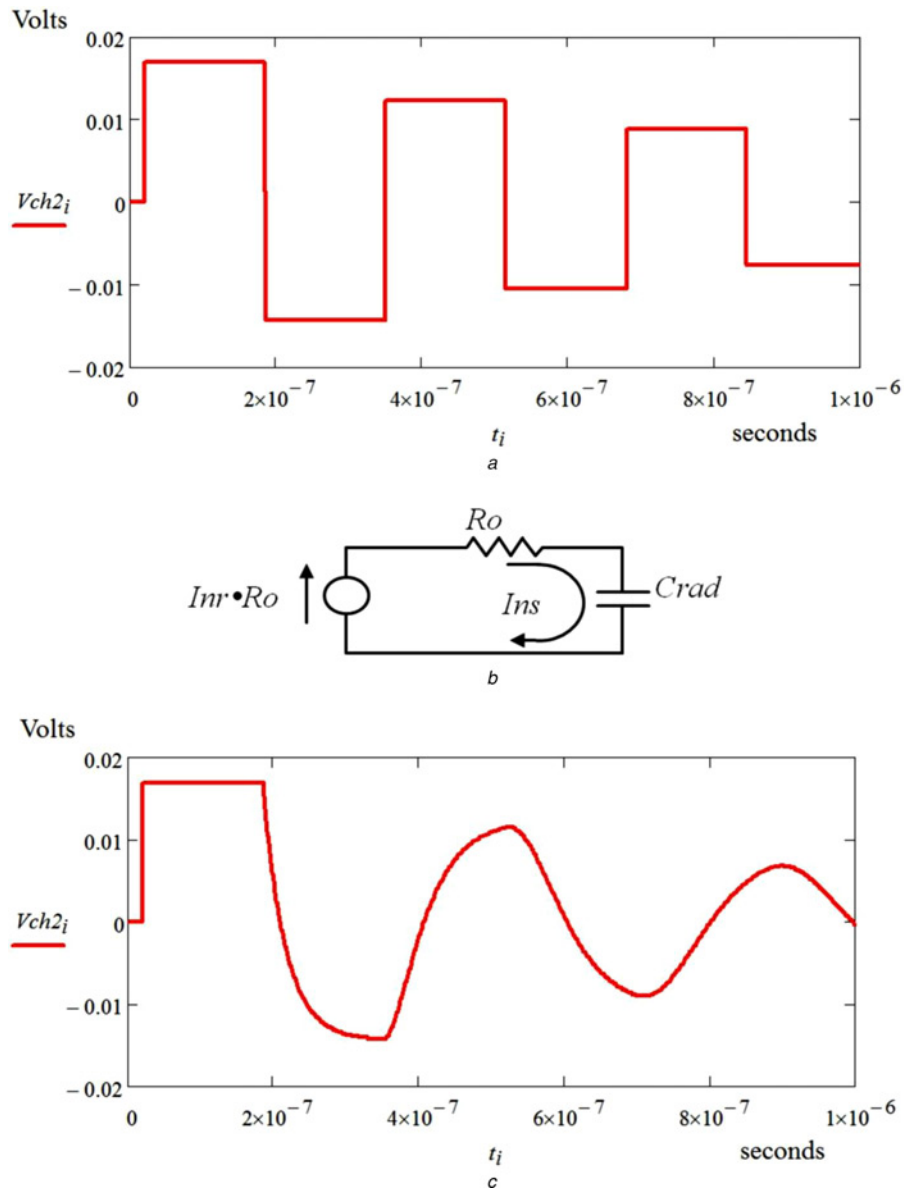 Volts
0.02
0.01
Vch2i
0
−0.01
−0.02
0 2×10−7 4×10−7 6×10−7 8×10−7 1×10−6
ti seconds
a
Ro
Inr•Ro Ins Crad
b
Volts
0.02
0.01
Vch2i
0
−0.01
−0.02
0 2×10−7 4×10−7 6×10−7 8×10−7 1×10−6
ti seconds
c